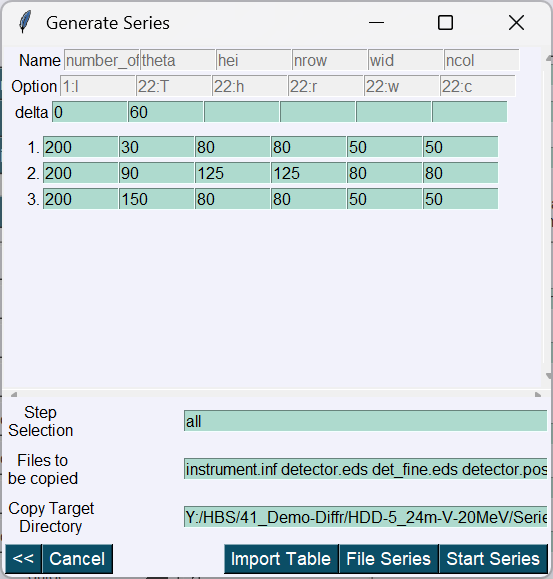 Generate Series
Name number_of theta hei nrow wid ncol
Option 1:l 22:T 22:h 22:r 22:w 22:c
delta 0 60
1. 200 30 80 80 50 50
2. 200 90 125 125 80 80
3. 200 150 80 80 50 50
Step
Selection
all
Files to
be copied
instrument.inf detector.eds det_fine.eds detector.pos
Copy Target
Directory
Y:/HBS/41_Demo-Diffr/HDD-5_24m-V-20MeV/Serie
<< Cancel Import Table File Series Start Series